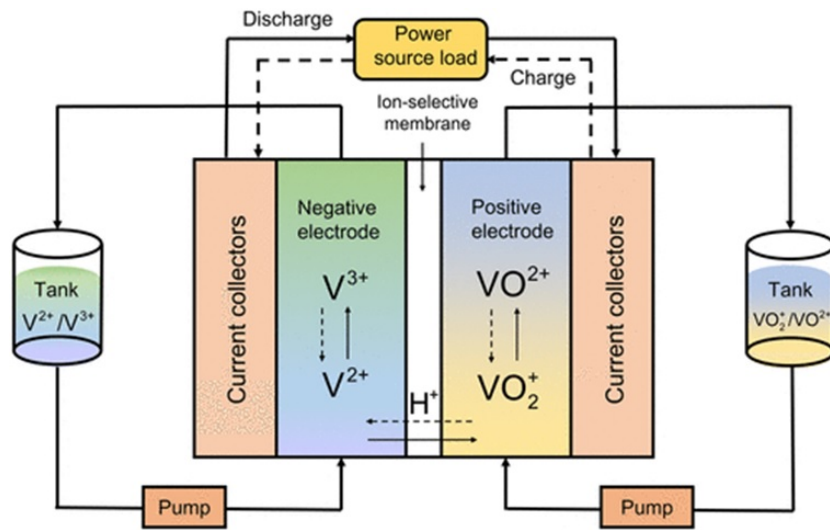 Discharge
Power
source load
Charge
Ion-selective
membrane
Current collectors
Negative
electrode
V³⁺
V²⁺
Positive
electrode
VO²⁺
VO₂⁺
H⁺
Current collectors
Tank
V²⁺/V³⁺
Tank
VO₂⁺/VO²⁺
Pump
Pump